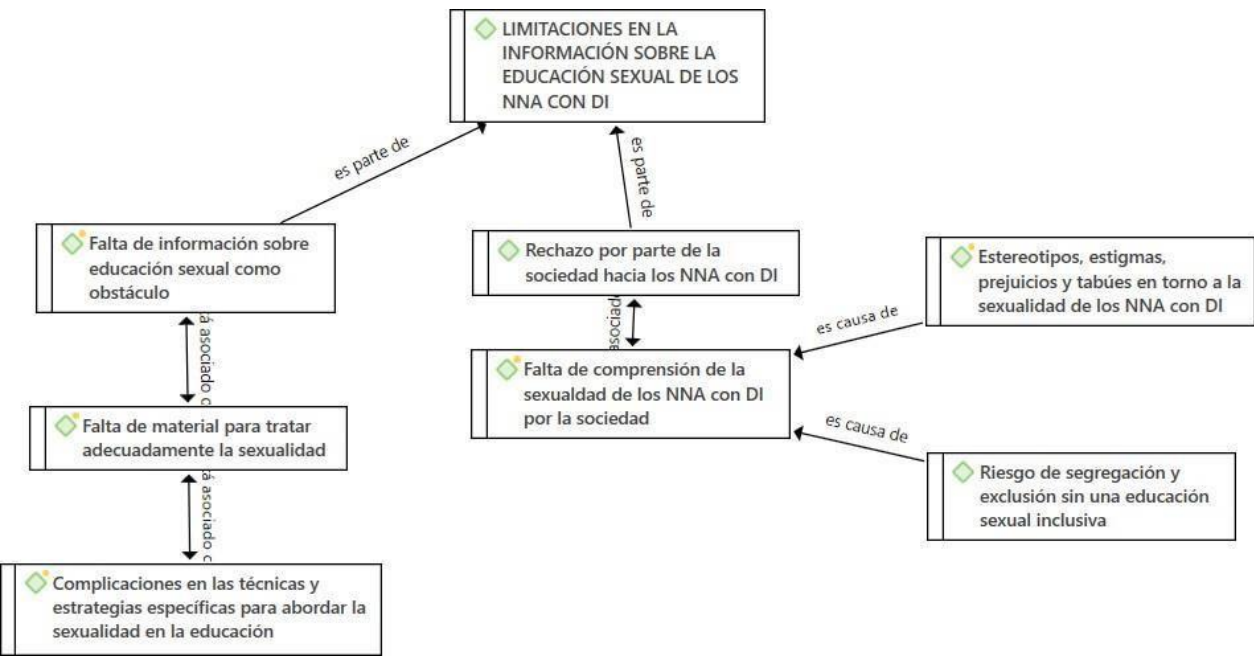 LIMITACIONES EN LA
INFORMACIÓN SOBRE LA
EDUCACIÓN SEXUAL DE LOS
NNA CON DI
es parte de
es parte de
Falta de información sobre
educación sexual como
obstáculo
Rechazo por parte de la
sociedad hacia los NNA con DI
Estereotipos, estigmas,
prejuicios y tabúes en torno a la
sexualidad de los NNA con DI
á asociado c
es causa de
Falta de comprensión de la
sexualdad de los NNA con DI
por la sociedad
Falta de material para tratar
adecuadamente la sexualidad
es causa de
á asociado c
Riesgo de segregación y
exclusión sin una educación
sexual inclusiva
Complicaciones en las técnicas y
estrategias específicas para abordar la
sexualidad en la educación